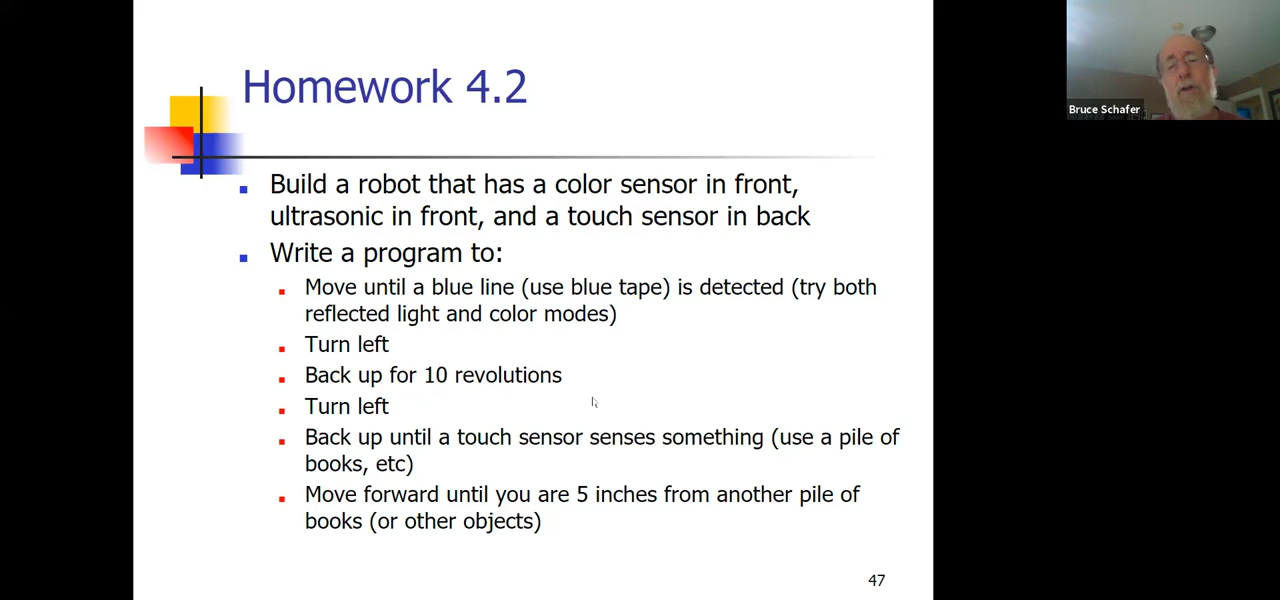 Homework 4.2
Bruce Schafer
Build a robot that has a color sensor in front,
ultrasonic in front, and a touch sensor in back
Write a program to:
Move until a blue line (use blue tape) is detected (try both
reflected light and color modes)
Turn left
Back up for 10 revolutions
Turn left
Back up until a touch sensor senses something (use a pile of
books, etc)
Move forward until you are 5 inches from another pile of
books (or other objects)
47